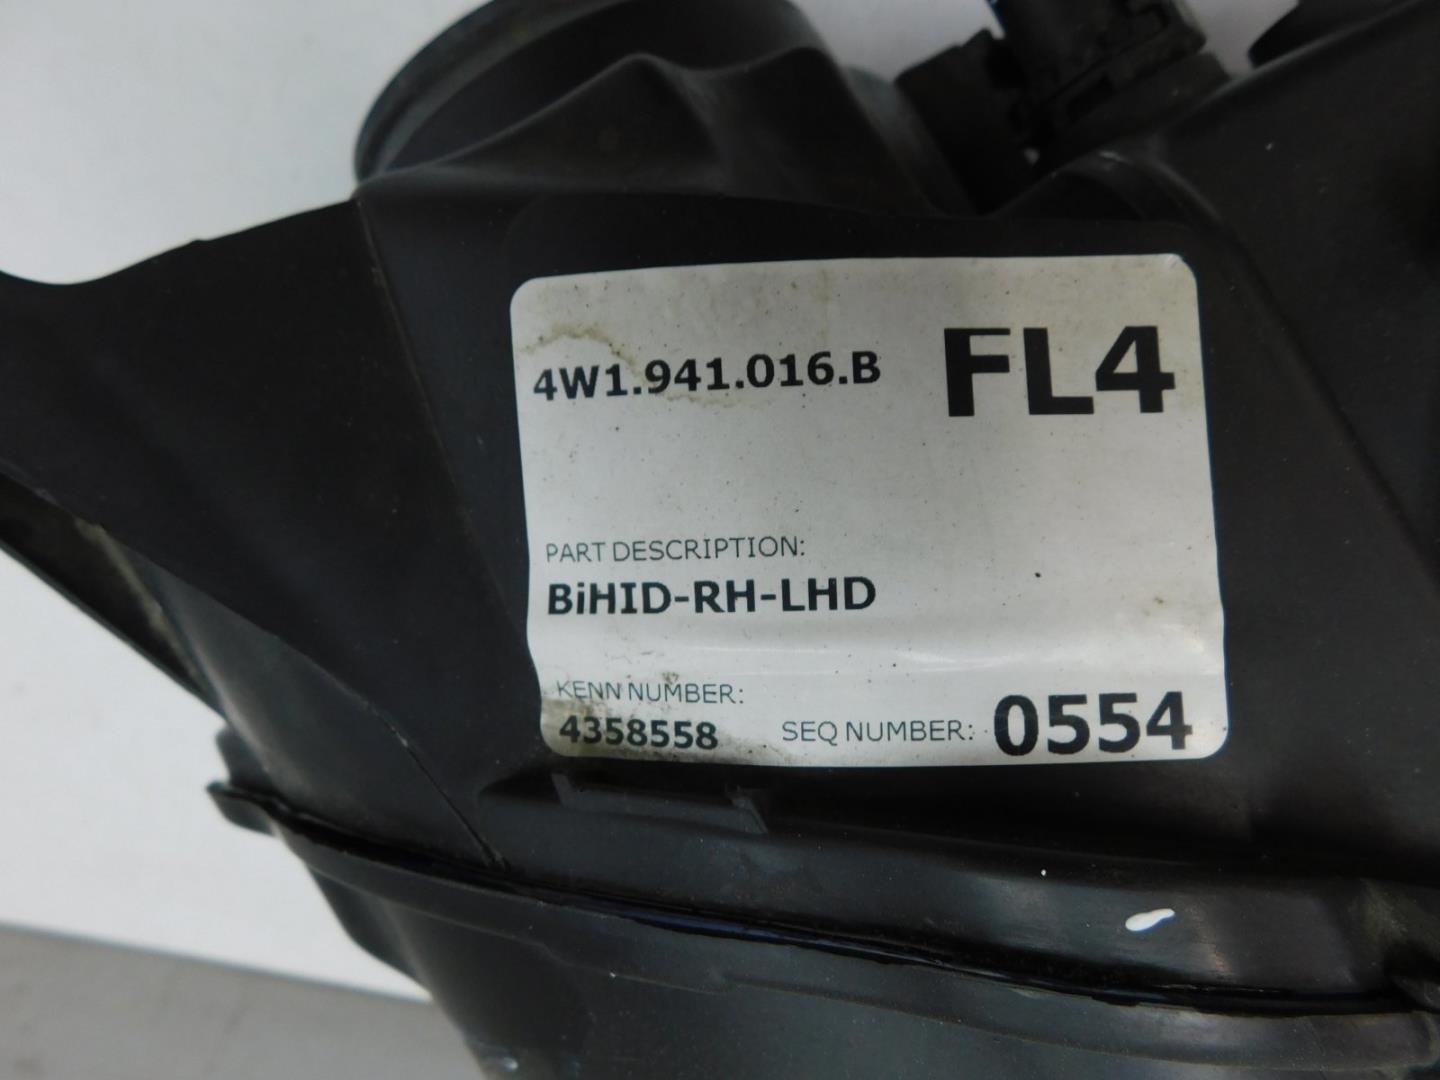 4W1.941.016.B FL4
PART DESCRIPTION:
BiHID-RH-LHD
KENN NUMBER:
4358558 SEQ NUMBER: 0554